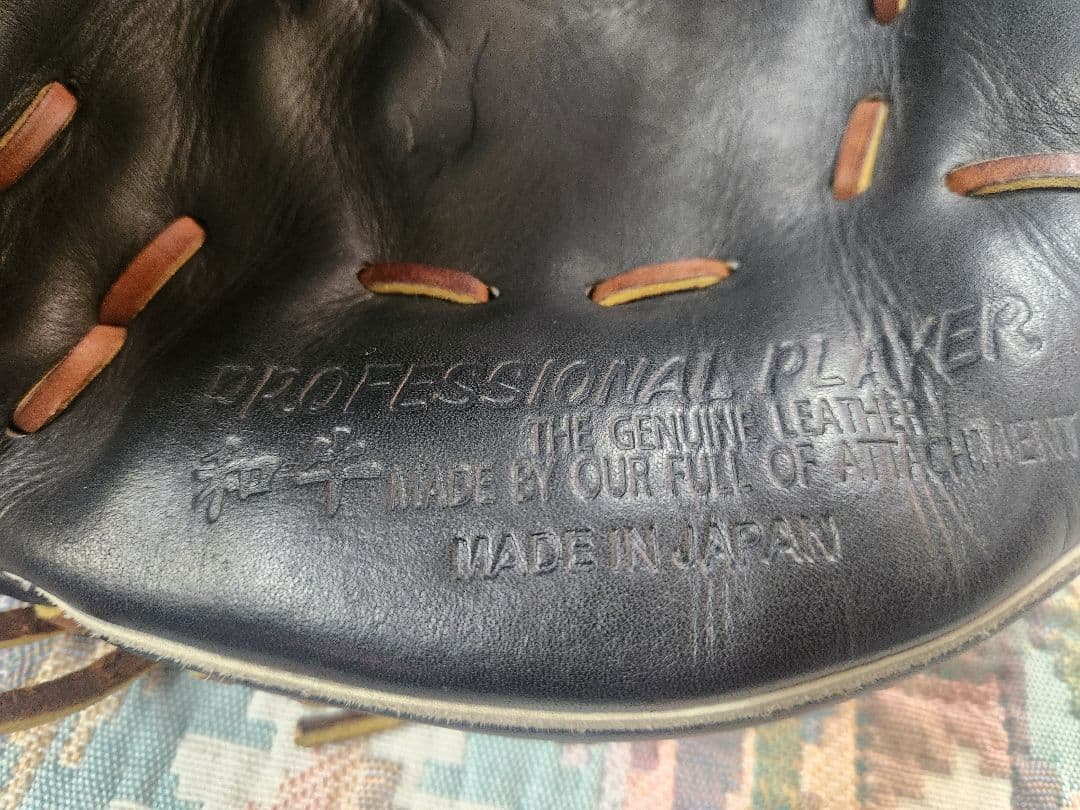 PROFESSIONAL PLAYER
THE GENUINE LEATHER
和牛 MADE BY OUR FULL OF ATTACHMENT
MADE IN JAPAN